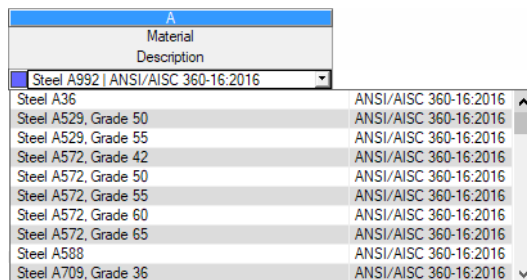 A
Material
Description
Steel A992 | ANSI/AISC 360-16:2016
Steel A36 ANSI/AISC 360-16:2016
Steel A529, Grade 50 ANSI/AISC 360-16:2016
Steel A529, Grade 55 ANSI/AISC 360-16:2016
Steel A572, Grade 42 ANSI/AISC 360-16:2016
Steel A572, Grade 50 ANSI/AISC 360-16:2016
Steel A572, Grade 55 ANSI/AISC 360-16:2016
Steel A572, Grade 60 ANSI/AISC 360-16:2016
Steel A572, Grade 65 ANSI/AISC 360-16:2016
Steel A588 ANSI/AISC 360-16:2016
Steel A709, Grade 36 ANSI/AISC 360-16:2016